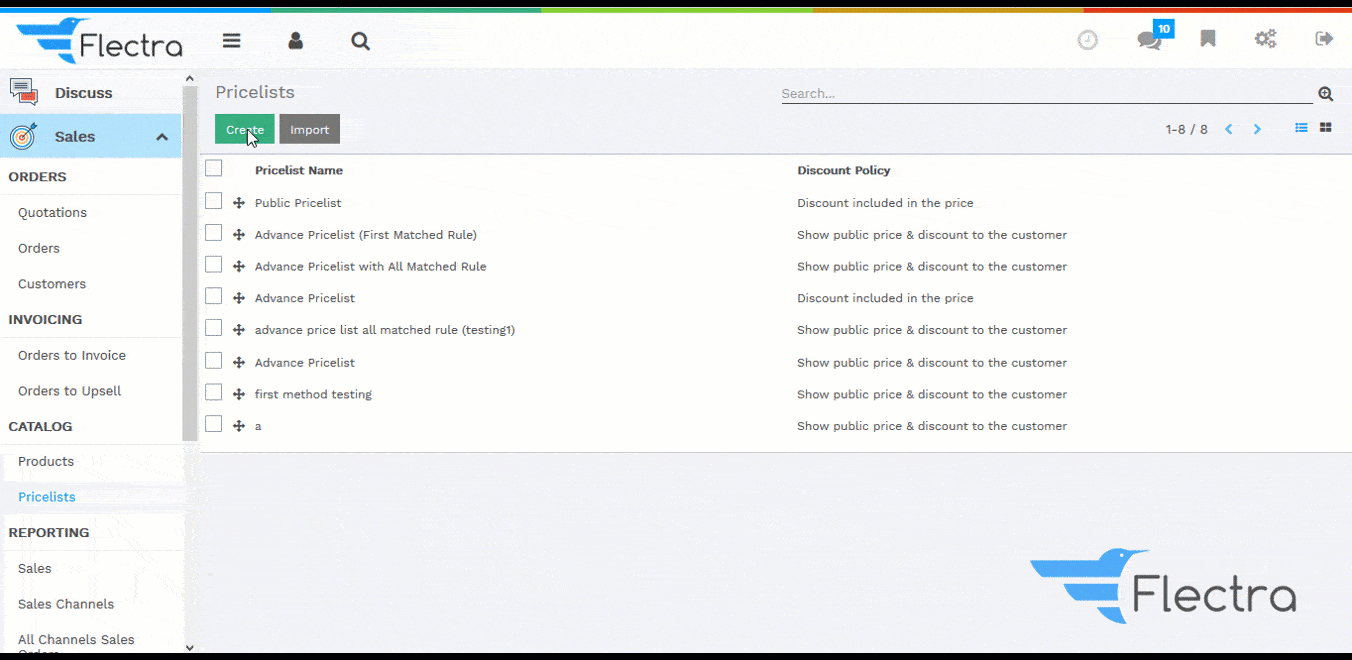 Flectra
10
Discuss
Sales
ORDERS
Quotations
Orders
Customers
INVOICING
Orders to Invoice
Orders to Upsell
CATALOG
Products
Pricelists
REPORTING
Sales
Sales Channels
All Channels Sales
Orders
Pricelists
Search...
Create Import
1-8 / 8
Pricelist Name Discount Policy
Public Pricelist Discount included in the price
Advance Pricelist (First Matched Rule) Show public price & discount to the customer
Advance Pricelist with All Matched Rule Show public price & discount to the customer
Advance Pricelist Discount included in the price
advance price list all matched rule (testing1) Show public price & discount to the customer
Advance Pricelist Show public price & discount to the customer
first method testing Show public price & discount to the customer
a Show public price & discount to the customer
Flectra